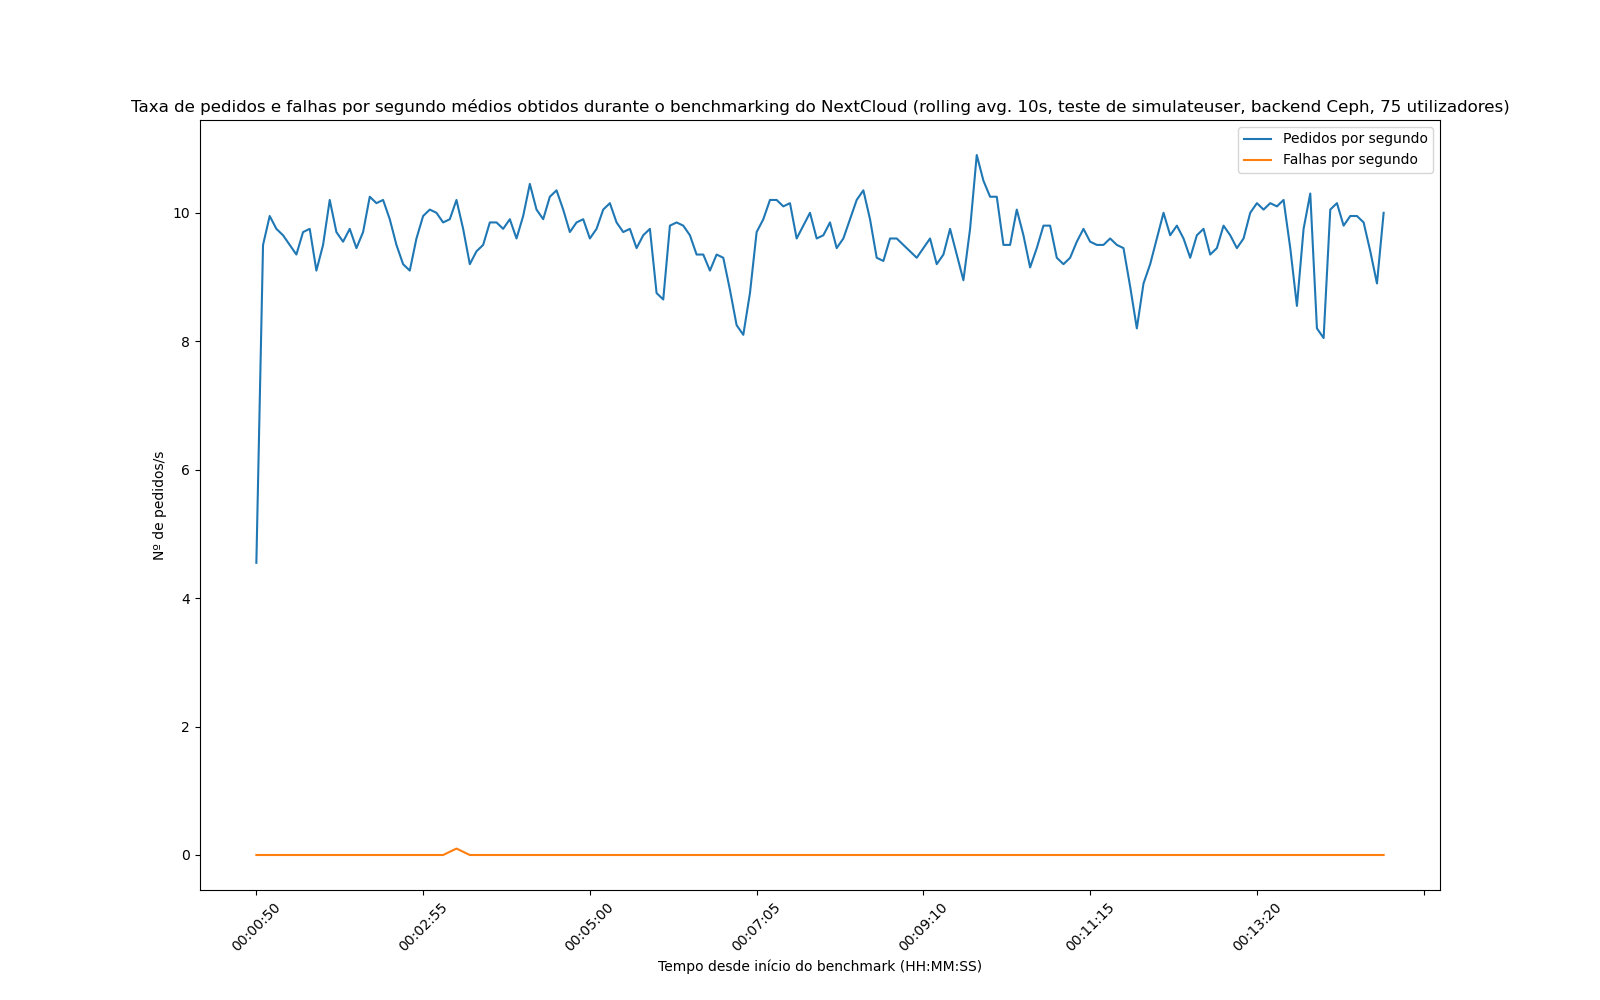 Taxa de pedidos e falhas por segundo médios obtidos durante o benchmarking do NextCloud (rolling avg. 10s, teste de simulateuser, backend Ceph, 75 utilizadores)
Pedidos por segundo
Falhas por segundo
10
8
6
4
2
0
Nº de pedidos/s
00:00:50
00:02:55
00:05:00
00:07:05
00:09:10
00:11:15
00:13:20
Tempo desde início do benchmark (HH:MM:SS)